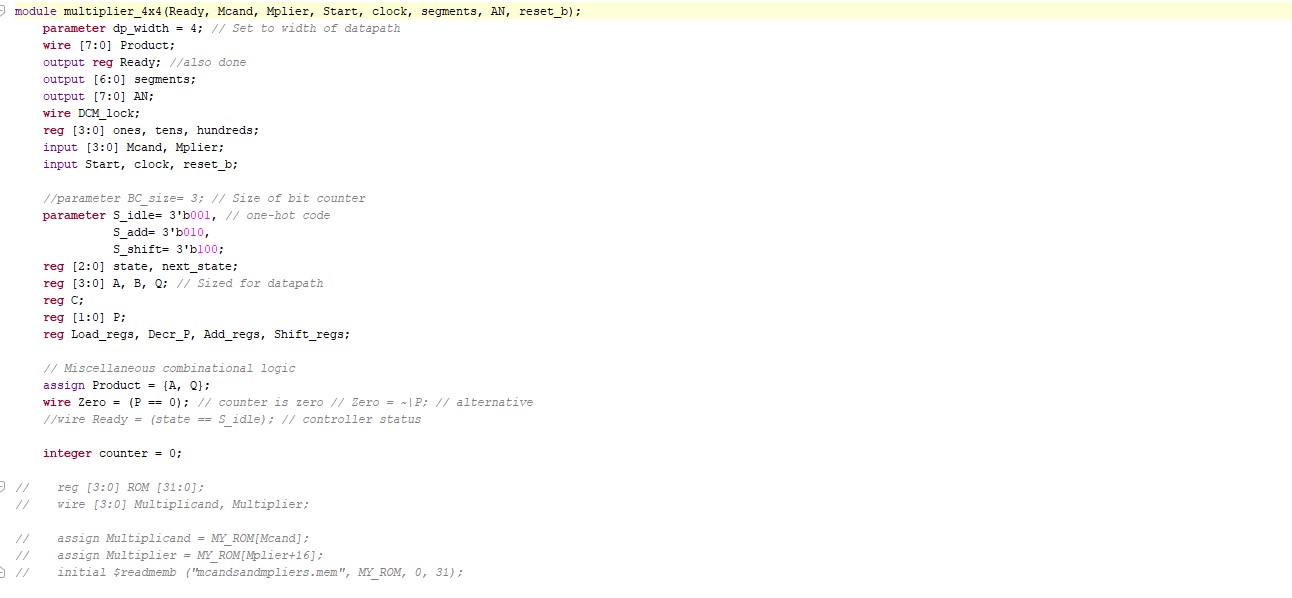 module multiplier_4x4(Ready, Mcand, Mplier, Start, clock, segments, AN, reset_b);
parameter dp_width = 4; // Set to width of datapath
wire [7:0] Product;
output reg Ready; //also done
output [6:0] segments;
output [7:0] AN;
wire DCM_lock;
reg [3:0] ones, tens, hundreds;
input [3:0] Mcand, Mplier;
input Start, clock, reset_b;
//parameter BC_size= 3; // Size of bit counter
parameter S_idle= 3'b001, // one-hot code
S_add= 3'b010,
S_shift= 3'b100;
reg [2:0] state, next_state;
reg [3:0] A, B, Q; // Sized for datapath
reg C;
reg [1:0] P;
reg Load_regs, Decr_P, Add_regs, Shift_regs;
// Miscellaneous combinational logic
assign Product = {A, Q};
wire Zero = (P == 0); // counter is zero // Zero = ~|P; // alternative
//wire Ready = (state == S_idle); // controller status
integer counter = 0;
// reg [3:0] ROM [31:0];
// wire [3:0] Multiplicand, Multiplier;
// assign Multiplicand = MY_ROM[Mcand];
// assign Multiplier = MY_ROM[Mplier+16];
// initial $readmemb ("mcandsandmpliers.mem", MY_ROM, 0, 31);